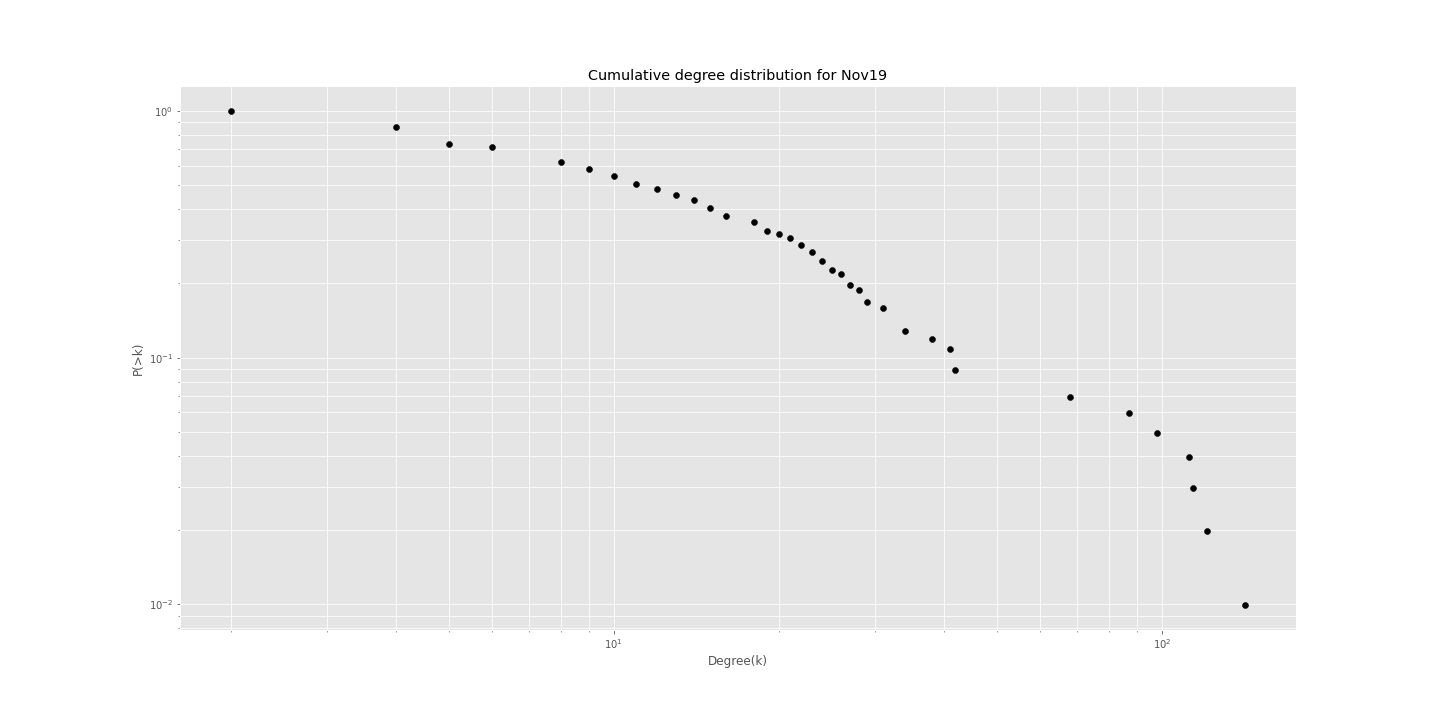 Cumulative degree distribution for Nov19
10⁰
10⁻¹
10⁻²
P(>k)
10¹
10²
Degree(k)